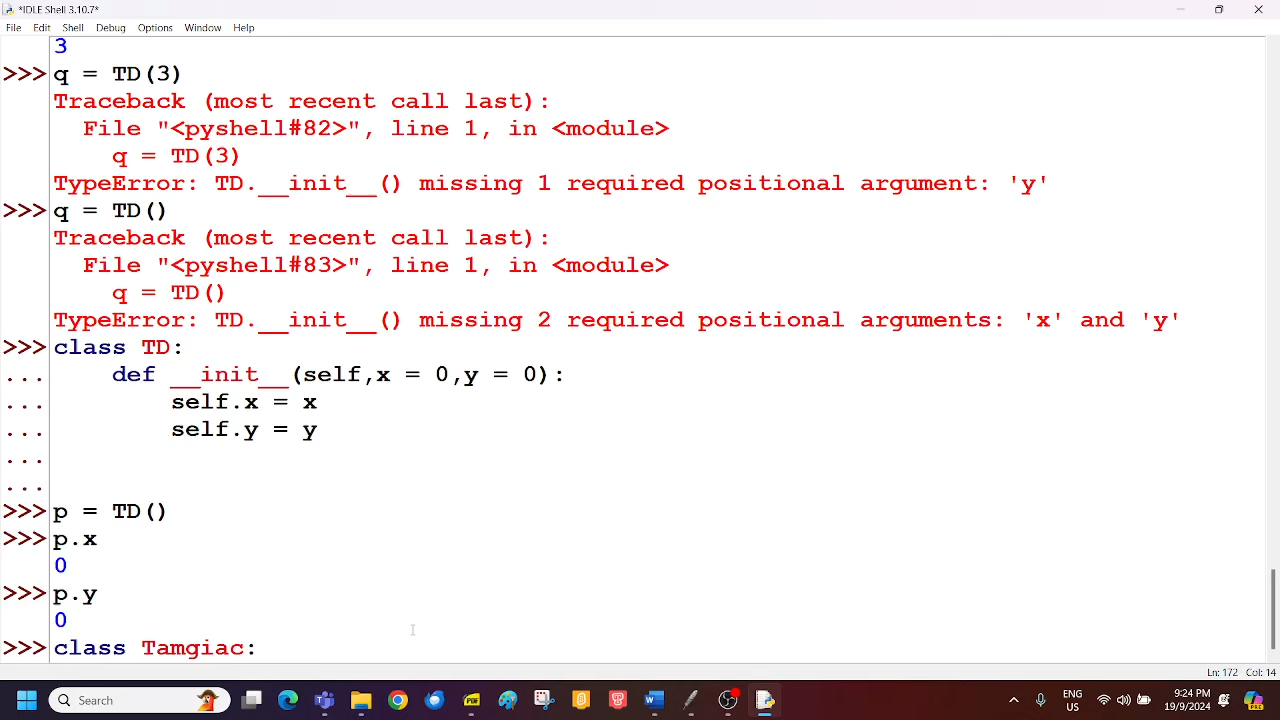 *IDLE Shell 3.10.7*
File Edit Shell Debug Options Window Help
3
>>> q = TD(3)
Traceback (most recent call last):
  File "<pyshell#82>", line 1, in <module>
    q = TD(3)
TypeError: TD.__init__() missing 1 required positional argument: 'y'
>>> q = TD()
Traceback (most recent call last):
  File "<pyshell#83>", line 1, in <module>
    q = TD()
TypeError: TD.__init__() missing 2 required positional arguments: 'x' and 'y'
>>> class TD:
...     def __init__(self,x = 0,y = 0):
...         self.x = x
...         self.y = y
...
...
>>> p = TD()
>>> p.x
0
>>> p.y
0
>>> class Tamgiac:
Ln: 172 Col: 14
Search
PDF
ENG
US
9:24 PM
19/9/2024
PRE